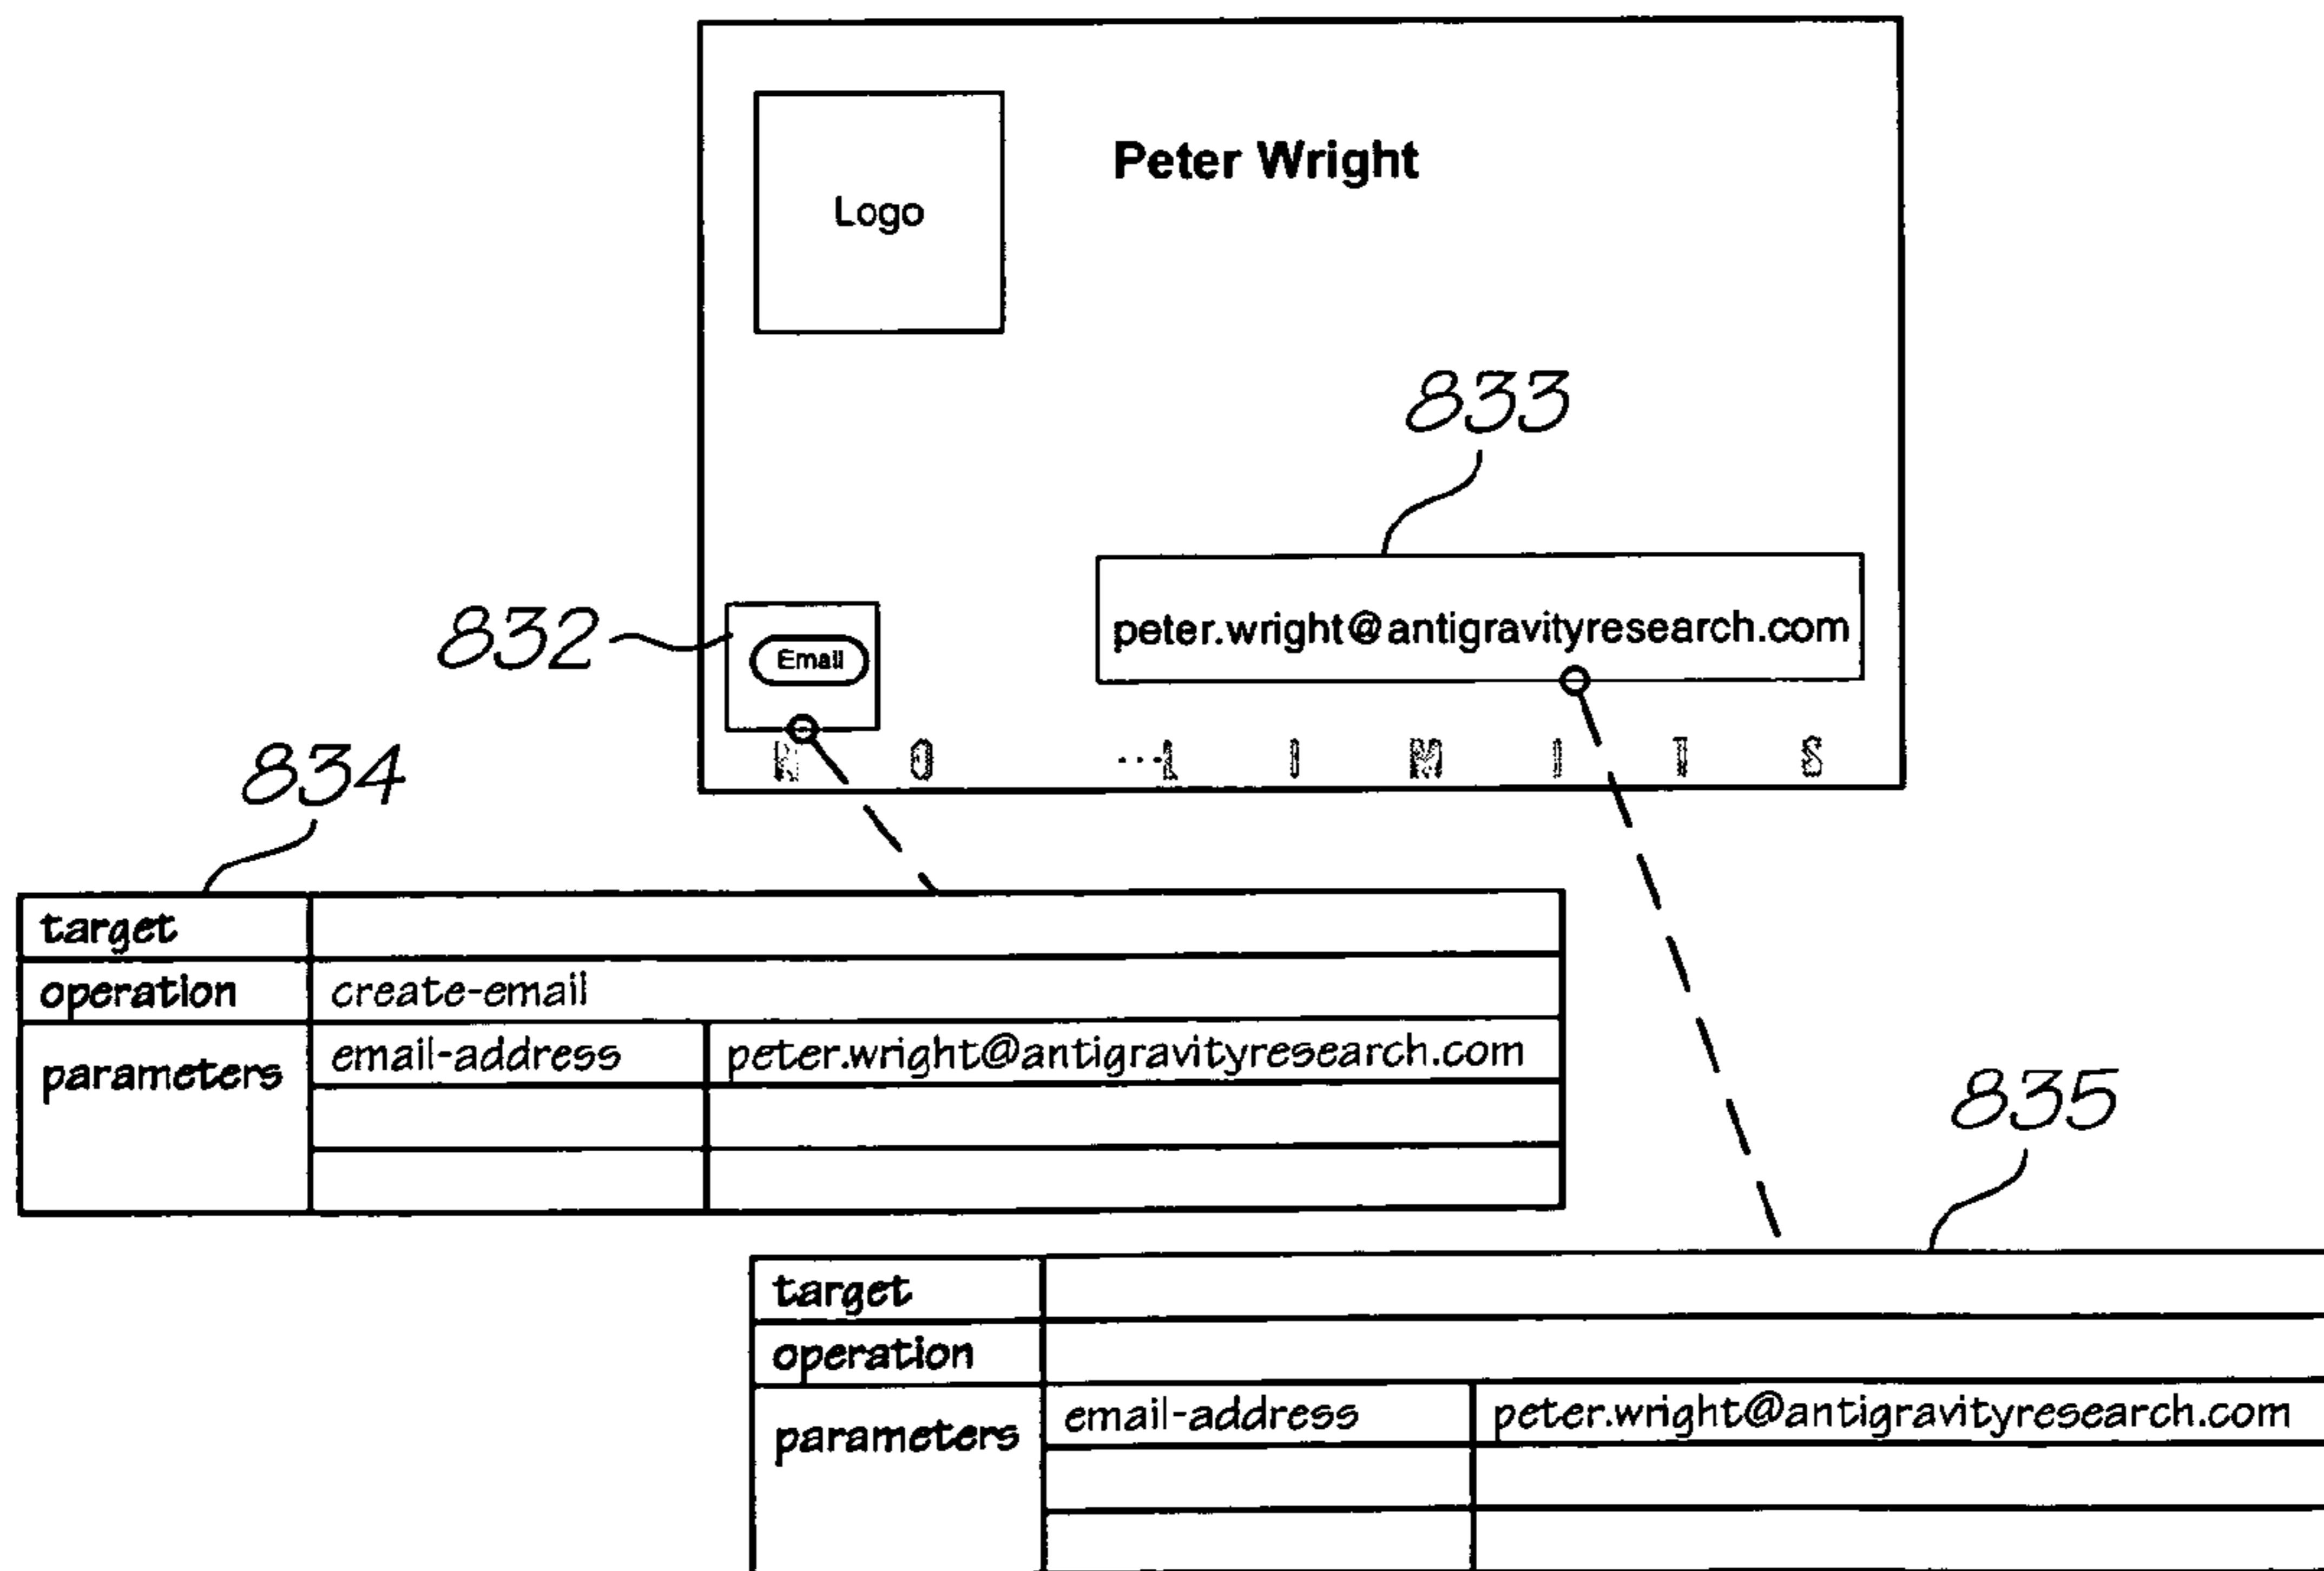 Peter Wright
Logo
833
peter.wright@antigravityresearch.com
832
Email
N O ...L I M I T S
834
target
operation create-email
parameters email-address peter.wright@antigravityresearch.com
835
target
operation
parameters email-address peter.wright@antigravityresearch.com